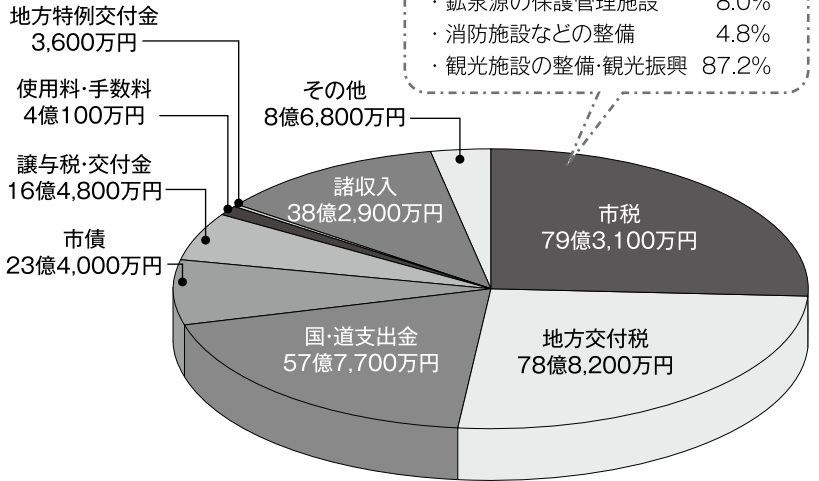 ・鉱泉源の保護管理施設 8.0%
・消防施設などの整備 4.8%
・観光施設の整備・観光振興 87.2%
地方特例交付金
3,600万円
使用料・手数料
4億100万円
その他
8億6,800万円
譲与税・交付金
16億4,800万円
諸収入
38億2,900万円
市税
79億3,100万円
市債
23億4,000万円
国・道支出金
57億7,700万円
地方交付税
78億8,200万円